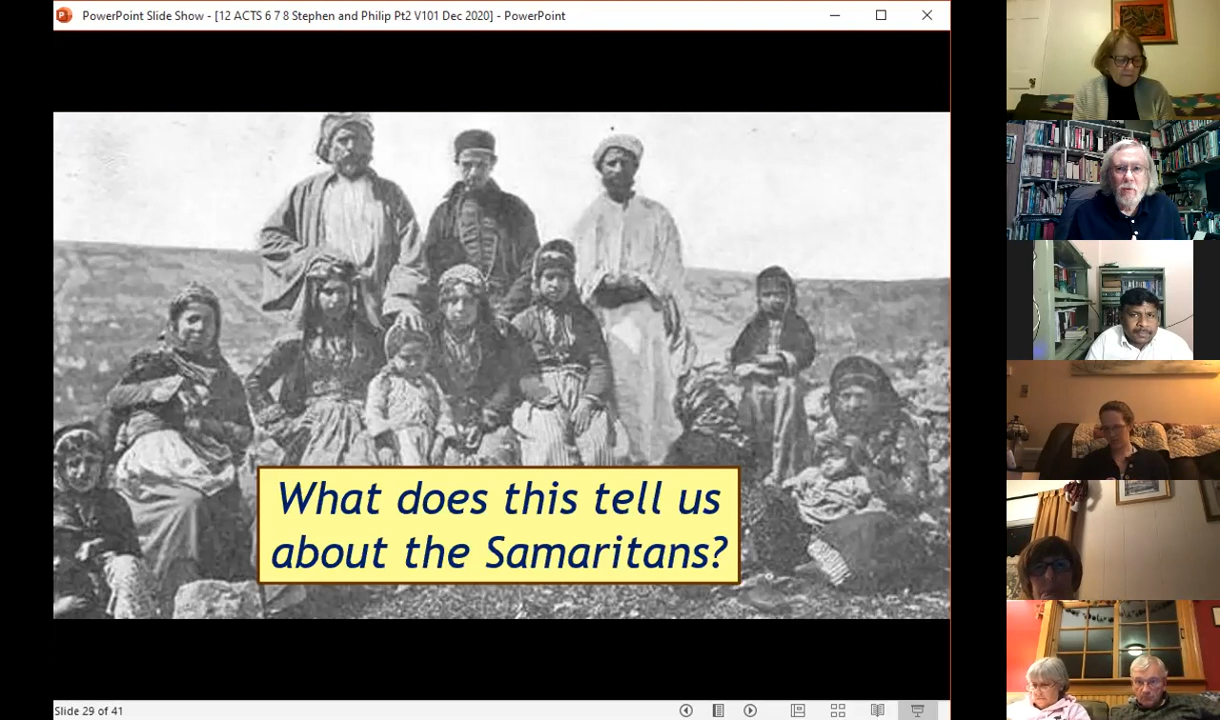 PowerPoint Slide Show - [12 ACTS 6 7 8 Stephen and Philip Pt2 V101 Dec 2020] - PowerPoint
What does this tell us
about the Samaritans?
Slide 29 of 41